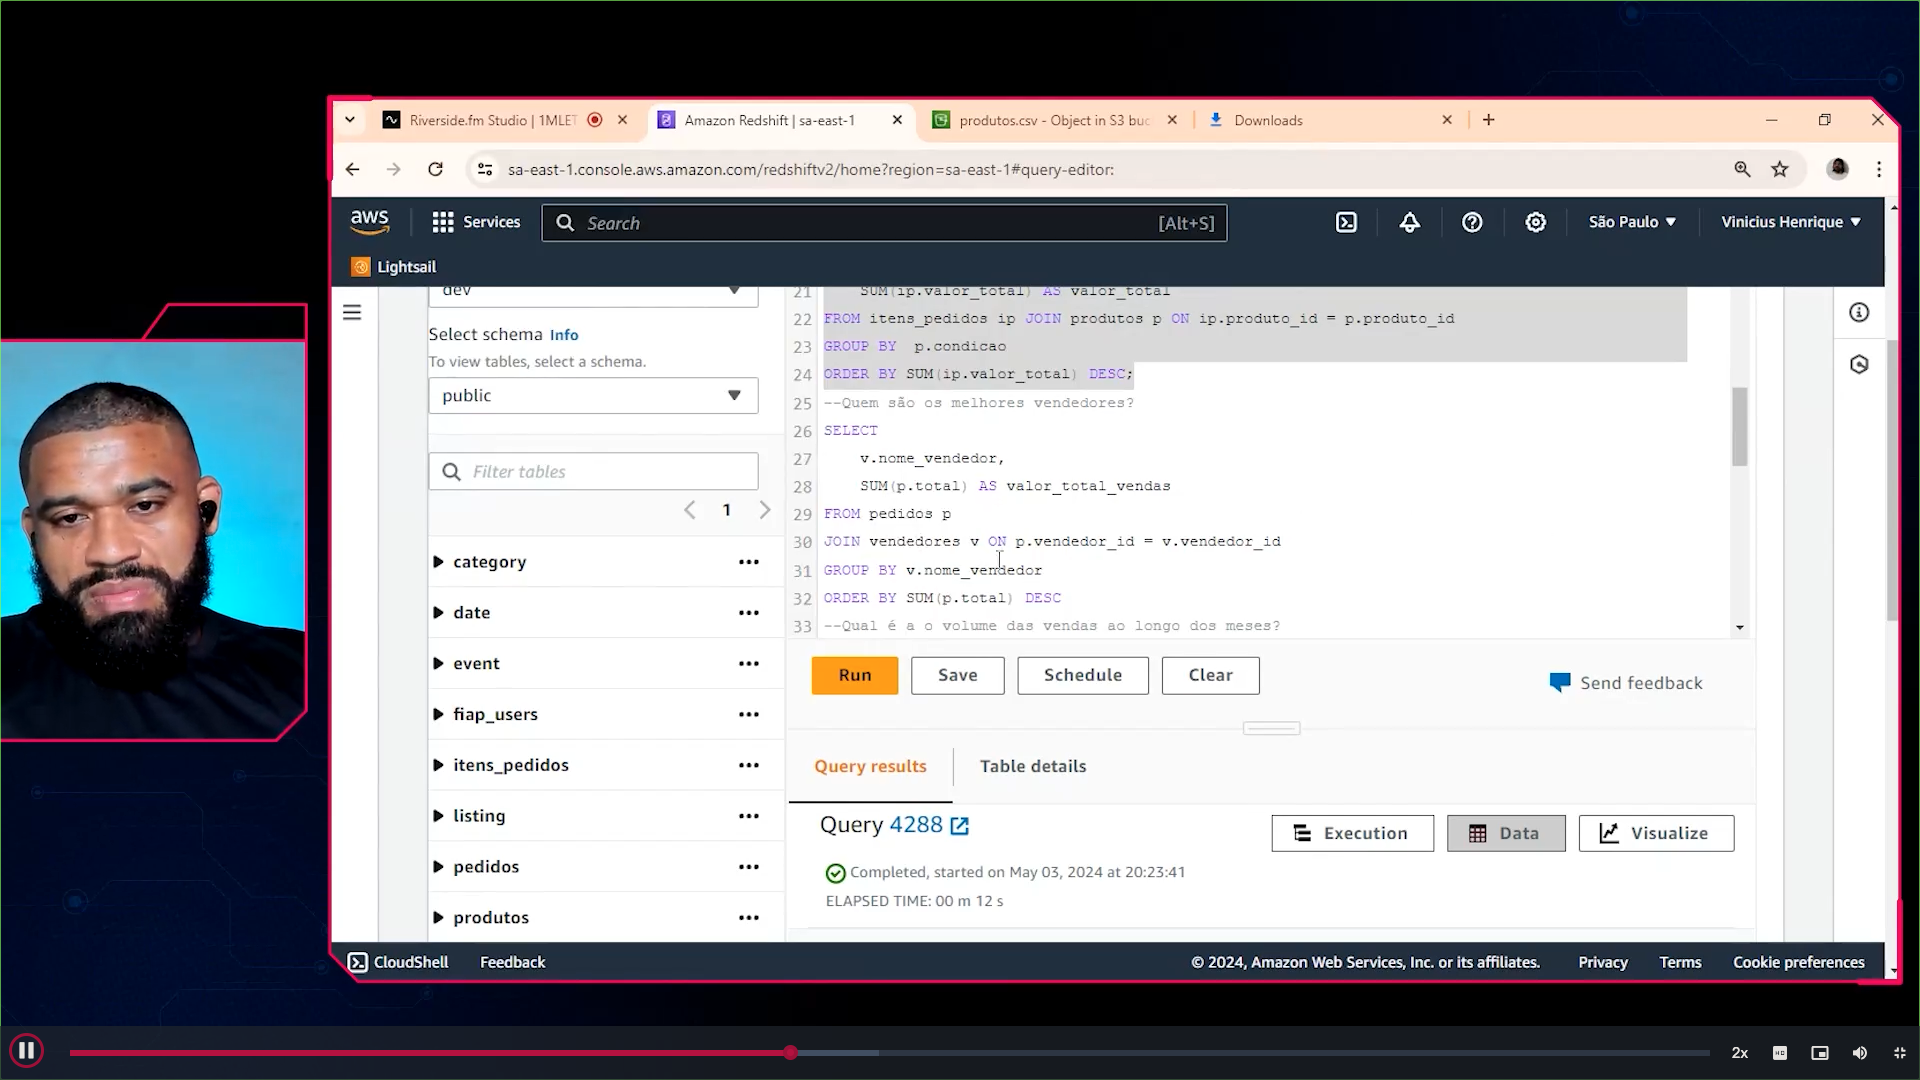 Riverside.fm Studio | 1MLET
Amazon Redshift | sa-east-1
produtos.csv - Object in S3 buc
Downloads
sa-east-1.console.aws.amazon.com/redshiftv2/home?region=sa-east-1#query-editor:
aws
Services
Search
[Alt+S]
São Paulo
Vinicius Henrique
Lightsail
dev
Select schema Info
To view tables, select a schema.
public
Filter tables
1
category
date
event
fiap_users
itens_pedidos
listing
pedidos
produtos
21 SUM(ip.valor_total) AS valor_total
22 FROM itens_pedidos ip JOIN produtos p ON ip.produto_id = p.produto_id
23 GROUP BY  p.condicao
24 ORDER BY SUM(ip.valor_total) DESC;
25 --Quem são os melhores vendedores?
26 SELECT
27 v.nome_vendedor,
28 SUM(p.total) AS valor_total_vendas
29 FROM pedidos p
30 JOIN vendedores v ON p.vendedor_id = v.vendedor_id
31 GROUP BY v.nome_vendedor
32 ORDER BY SUM(p.total) DESC
33 --Qual é a o volume das vendas ao longo dos meses?
Run
Save
Schedule
Clear
Send feedback
Query results
Table details
Query 4288
Execution
Data
Visualize
Completed, started on May 03, 2024 at 20:23:41
ELAPSED TIME: 00 m 12 s
CloudShell
Feedback
© 2024, Amazon Web Services, Inc. or its affiliates.
Privacy
Terms
Cookie preferences
2x